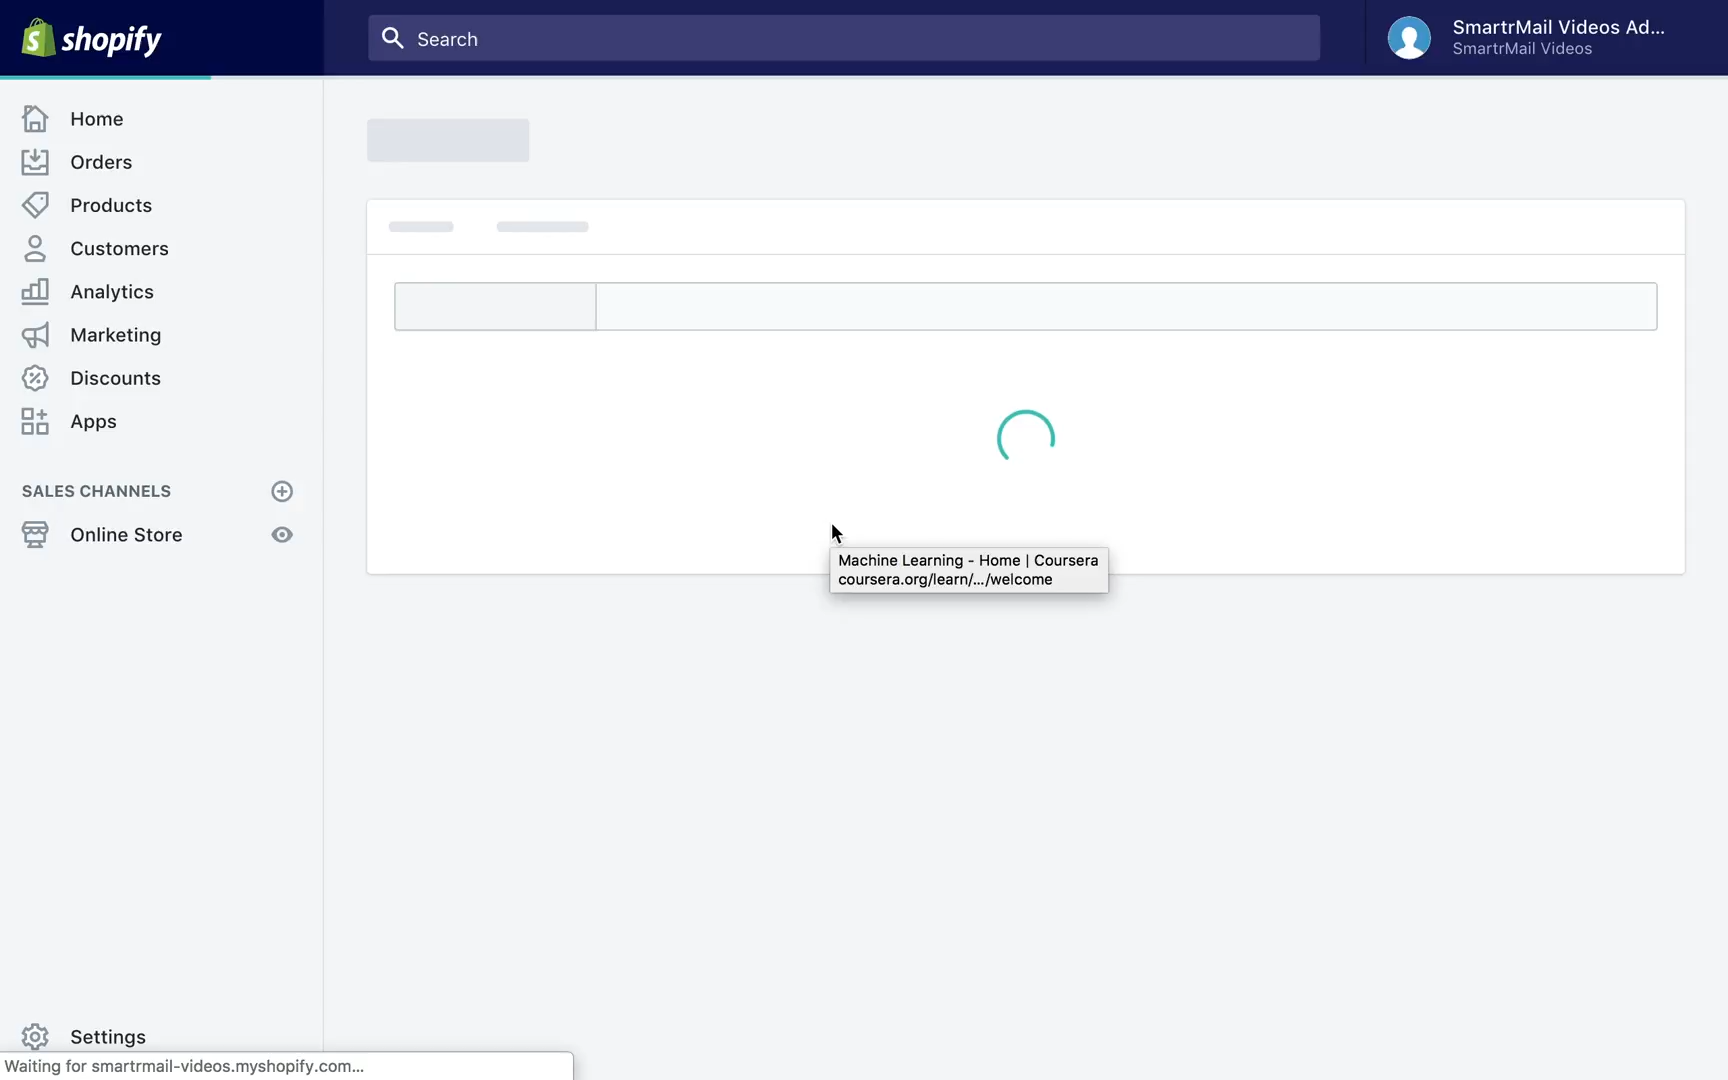 shopify
Search
SmartrMail Videos Ad...
SmartrMail Videos
Home
Orders
Products
Customers
Analytics
Marketing
Discounts
Apps
SALES CHANNELS
Online Store
Machine Learning - Home | Coursera
coursera.org/learn/.../welcome
Settings
Waiting for smartrmail-videos.myshopify.com...